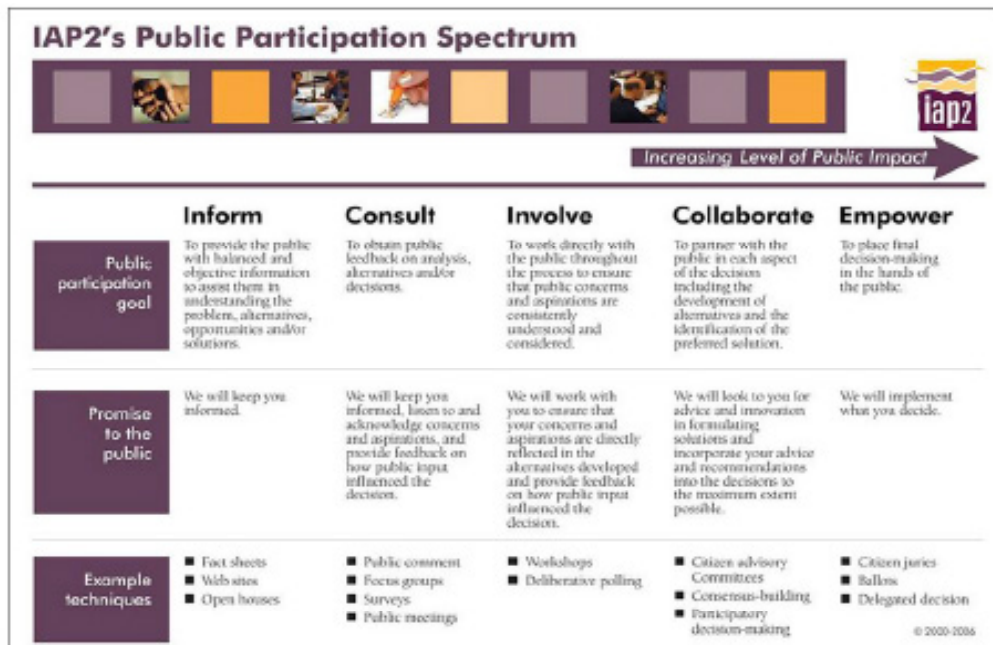 IAP2's Public Participation Spectrum
iap2
Increasing Level of Public Impact
Inform
Consult
Involve
Collaborate
Empower
Public
participation
goal
To provide the public
with balanced and
objective information
to assist them in
understanding the
problem, alternatives,
opportunities and/or
solutions.
To obtain public
feedback on analysis,
alternatives and/or
decisions.
To work directly with
the public throughout
the process to ensure
that public concerns
and aspirations are
consistently
understood and
considered.
To partner with the
public in each aspect
of the decision
including the
development of
alternatives and the
identification of the
preferred solution.
To place final
decision-making
in the hands of
the public.
Promise
to the
public
We will keep you
informed.
We will keep you
informed, listen to and
acknowledge concerns
and aspirations, and
provide feedback on
how public input
influenced the
decision.
We will work with
you to ensure that
your concerns and
aspirations are directly
reflected in the
alternatives developed
and provide feedback
on how public input
influenced the
decision.
We will look to you for
advice and innovation
in formulating
solutions and
incorporate your advice
and recommendations
into the decisions to
the maximum extent
possible.
We will implement
what you decide.
Example
techniques
■ Fact sheets
■ Web sites
■ Open houses
■ Public comment
■ Focus groups
■ Surveys
■ Public meetings
■ Workshops
■ Deliberative polling
■ Citizen advisory
Committees
■ Consensus-building
■ Participatory
decision-making
■ Citizen juries
■ Ballots
■ Delegated decision
© 2000-2006